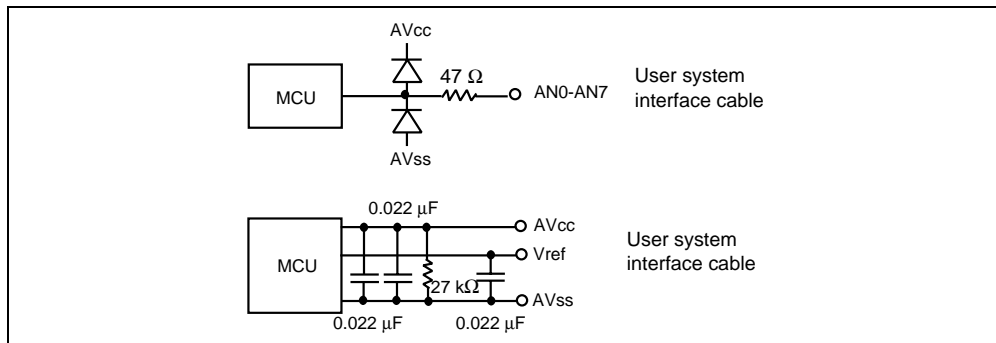 AVcc
47 Ω
MCU
AN0-AN7
User system
interface cable
AVss
0.022 μF
AVcc
MCU
Vref
User system
interface cable
27 kΩ
AVss
0.022 μF
0.022 μF